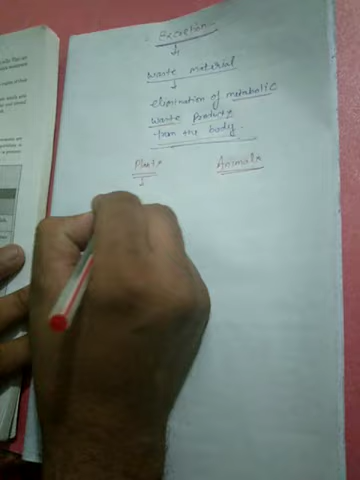 Excretion
waste material
elimination of metabolic
waste Products
from the body.
Plants Animals